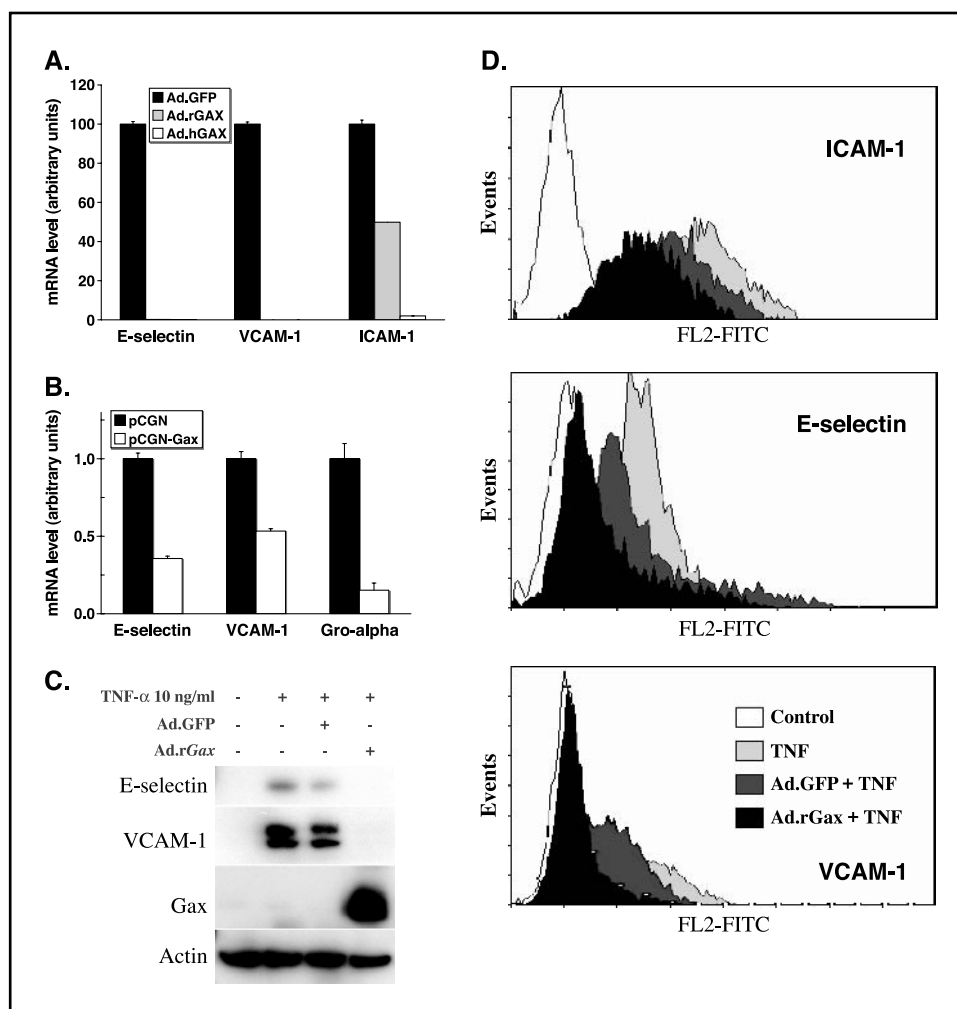 A.
mRNA level (arbitrary units)
120
100
80
60
40
20
0
Ad.GFP
Ad.rGAX
Ad.hGAX
E-selectin VCAM-1 ICAM-1
B.
mRNA level (arbitrary units)
1.0
0.5
0.0
pCGN
pCGN-Gax
E-selectin VCAM-1 Gro-alpha
C.
TNF-α 10 ng/ml - + + +
Ad.GFP - - + -
Ad.rGax - - - +
E-selectin
VCAM-1
Gax
Actin
D.
ICAM-1
Events
FL2-FITC
E-selectin
Events
FL2-FITC
Control
TNF
Ad.GFP + TNF
Ad.rGax + TNF
VCAM-1
Events
FL2-FITC